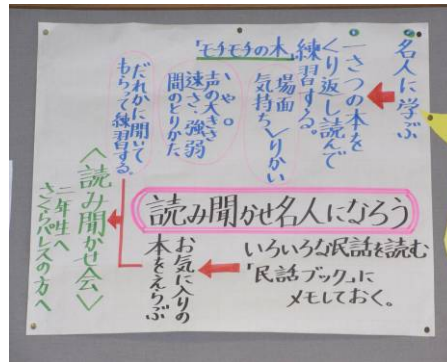 名人に学ぶ
一さつの本を
くり返し読んで
練習する。
「モチモチの木」
場面
気持ち
りかい
いやo
声の大きさ
速さ、強弱
間のとりかた
だれかに聞いて
もらって練習する。
読み聞かせ名人になろう
いろいろな民話を読む
「民話ブック」に
メモしておく。
お気に入りの
本をえらぶ
〈読み聞かせ会〉
二年生へ
さくらパレスの方へ